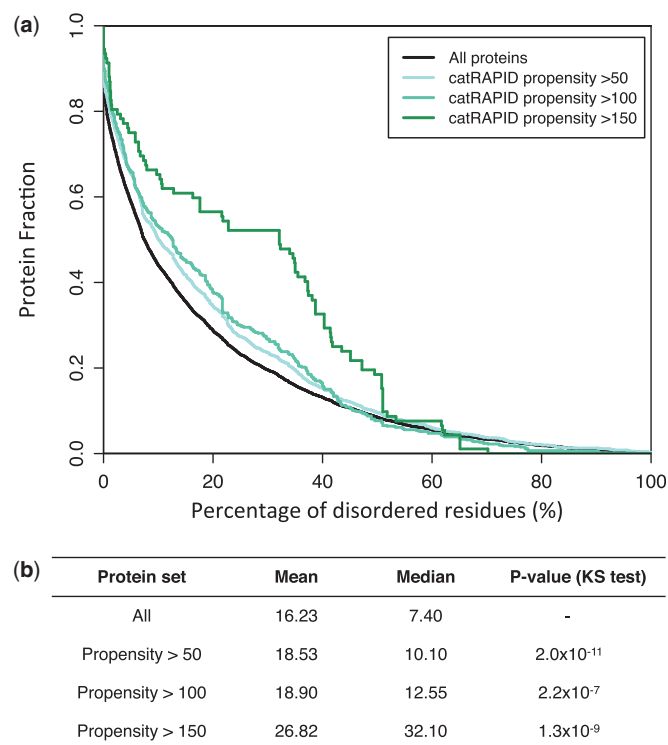 (a)
1.0
0.8
0.6
0.4
0.2
0.0
Protein Fraction
All proteins
catRAPID propensity >50
catRAPID propensity >100
catRAPID propensity >150
0 20 40 60 80 100
Percentage of disordered residues (%)
(b)
Protein set Mean Median P-value (KS test)
All 16.23 7.40 -
Propensity > 50 18.53 10.10 2.0x10⁻¹¹
Propensity > 100 18.90 12.55 2.2x10⁻⁷
Propensity > 150 26.82 32.10 1.3x10⁻⁹